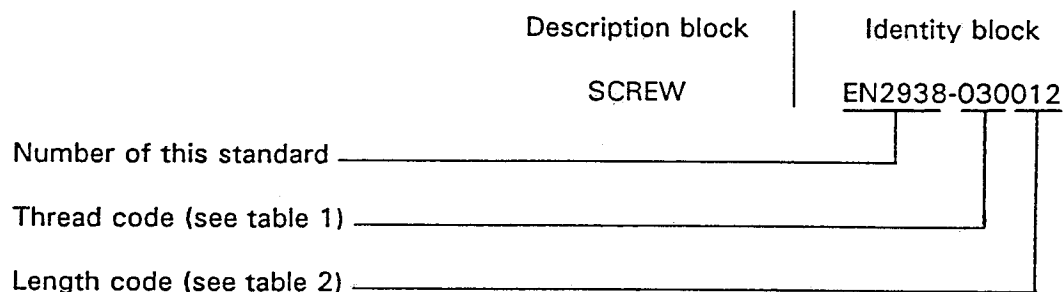 Description block Identity block
SCREW EN2938-030012
Number of this standard
Thread code (see table 1)
Length code (see table 2)